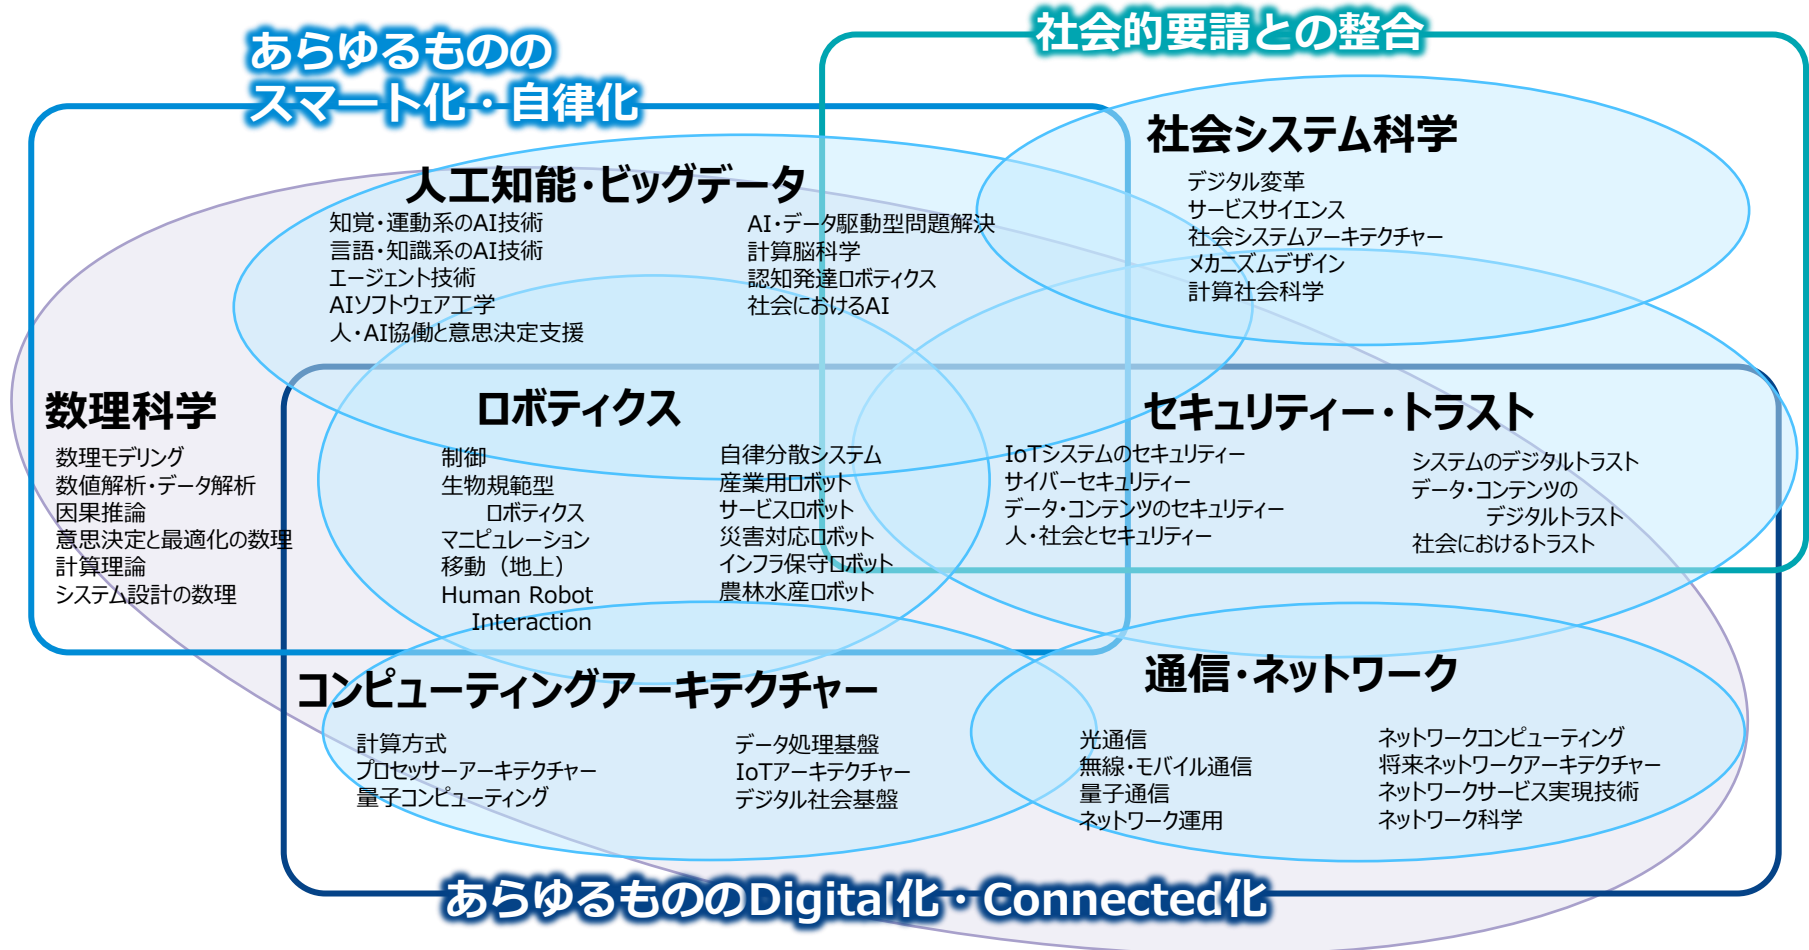 あらゆるものの
スマート化・自律化
社会的要請との整合
社会システム科学
デジタル変革
サービスサイエンス
社会システムアーキテクチャー
メカニズムデザイン
計算社会科学
人工知能・ビッグデータ
知覚・運動系のAI技術
言語・知識系のAI技術
エージェント技術
AIソフトウェア工学
人・AI協働と意思決定支援
AI・データ駆動型問題解決
計算脳科学
認知発達ロボティクス
社会におけるAI
数理科学
数理モデリング
数値解析・データ解析
因果推論
意思決定と最適化の数理
計算理論
システム設計の数理
ロボティクス
制御
生物規範型
ロボティクス
マニピュレーション
移動（地上）
Human Robot
Interaction
自律分散システム
産業用ロボット
サービスロボット
災害対応ロボット
インフラ保守ロボット
農林水産ロボット
セキュリティー・トラスト
IoTシステムのセキュリティー
サイバーセキュリティー
データ・コンテンツのセキュリティー
人・社会とセキュリティー
システムのデジタルトラスト
データ・コンテンツの
デジタルトラスト
社会におけるトラスト
コンピューティングアーキテクチャー
計算方式
プロセッサーアーキテクチャー
量子コンピューティング
データ処理基盤
IoTアーキテクチャー
デジタル社会基盤
通信・ネットワーク
光通信
無線・モバイル通信
量子通信
ネットワーク運用
ネットワークコンピューティング
将来ネットワークアーキテクチャー
ネットワークサービス実現技術
ネットワーク科学
あらゆるもののDigital化・Connected化